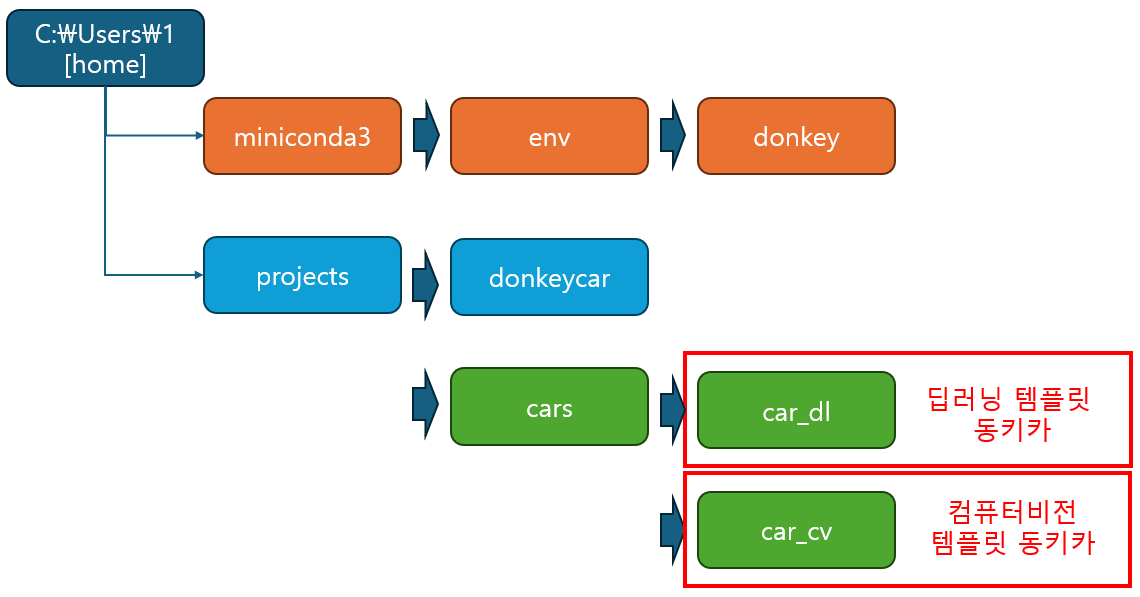 C:₩Users₩1
[home]
miniconda3
env
donkey
projects
donkeycar
cars
car_dl
딥러닝 템플릿
동키카
car_cv
컴퓨터비전
템플릿 동키카